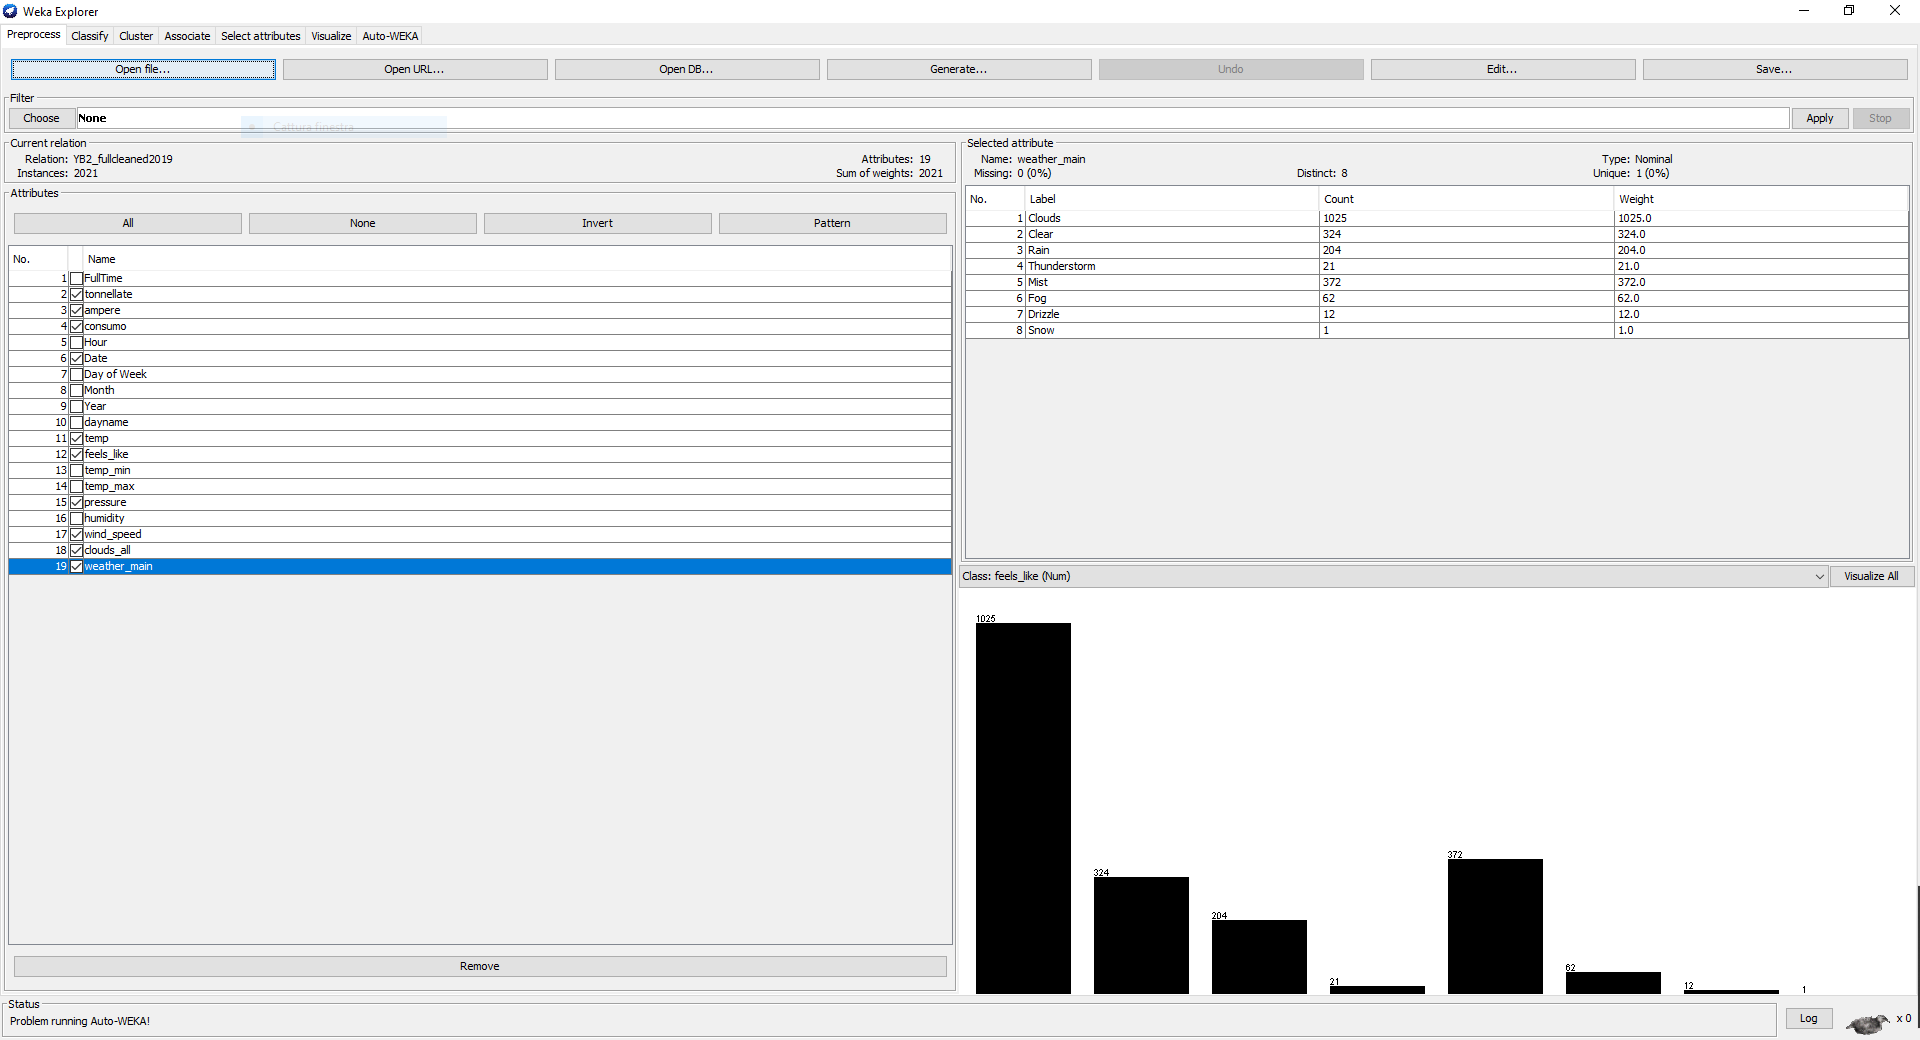 Weka Explorer
Preprocess Classify Cluster Associate Select attributes Visualize Auto-WEKA
Open file... Open URL... Open DB... Generate... Undo Edit... Save...
Filter
Choose None Cattura finestra Apply Stop
Current relation
Relation: YB2_fullcleaned2019 Attributes: 19
Instances: 2021 Sum of weights: 2021
Attributes
All None Invert Pattern
No. Name
1 FullTime
2 tonnellate
3 ampere
4 consumo
5 Hour
6 Date
7 Day of Week
8 Month
9 Year
10 dayname
11 temp
12 feels_like
13 temp_min
14 temp_max
15 pressure
16 humidity
17 wind_speed
18 clouds_all
19 weather_main
Remove
Selected attribute
Name: weather_main Type: Nominal
Missing: 0 (0%) Distinct: 8 Unique: 1 (0%)
No. Label Count Weight
1 Clouds 1025 1025.0
2 Clear 324 324.0
3 Rain 204 204.0
4 Thunderstorm 21 21.0
5 Mist 372 372.0
6 Fog 62 62.0
7 Drizzle 12 12.0
8 Snow 1 1.0
Class: feels_like (Num) Visualize All
1025
324
204
21
372
62
12
1
Status
Problem running Auto-WEKA!
Log x 0